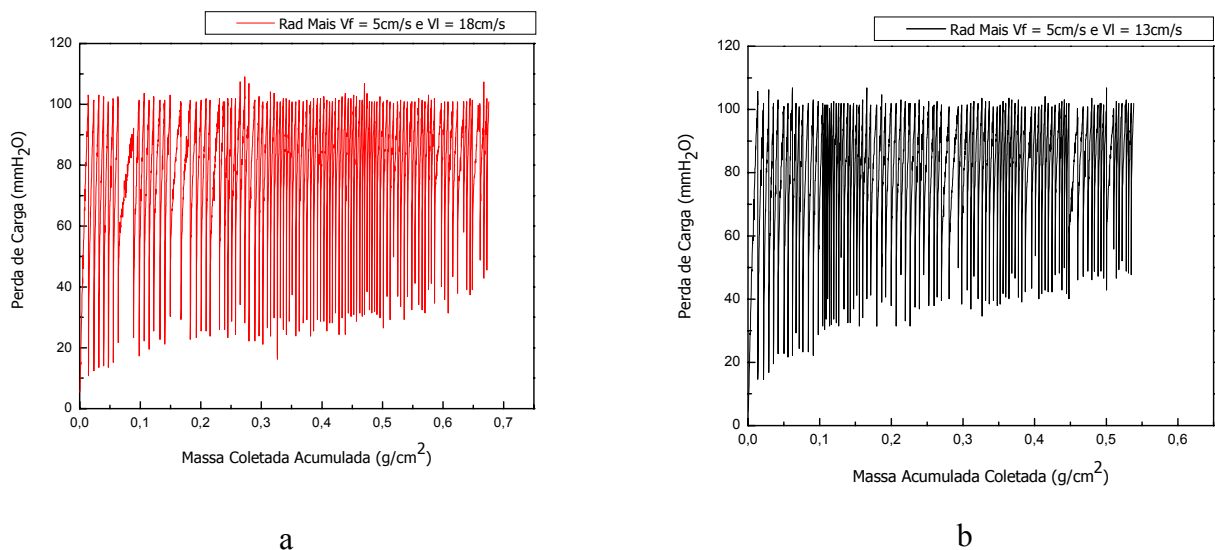 Rad Mais Vf = 5cm/s e Vl = 18cm/s
120
100
80
60
40
20
0
Perda de Carga (mmH2O)
0,0 0,1 0,2 0,3 0,4 0,5 0,6 0,7
Massa Coletada Acumulada (g/cm²)
a
Rad Mais Vf = 5cm/s e Vl = 13cm/s
120
100
80
60
40
20
0
Perda de Carga (mmH2O)
0,0 0,1 0,2 0,3 0,4 0,5 0,6
Massa Acumulada Coletada (g/cm²)
b